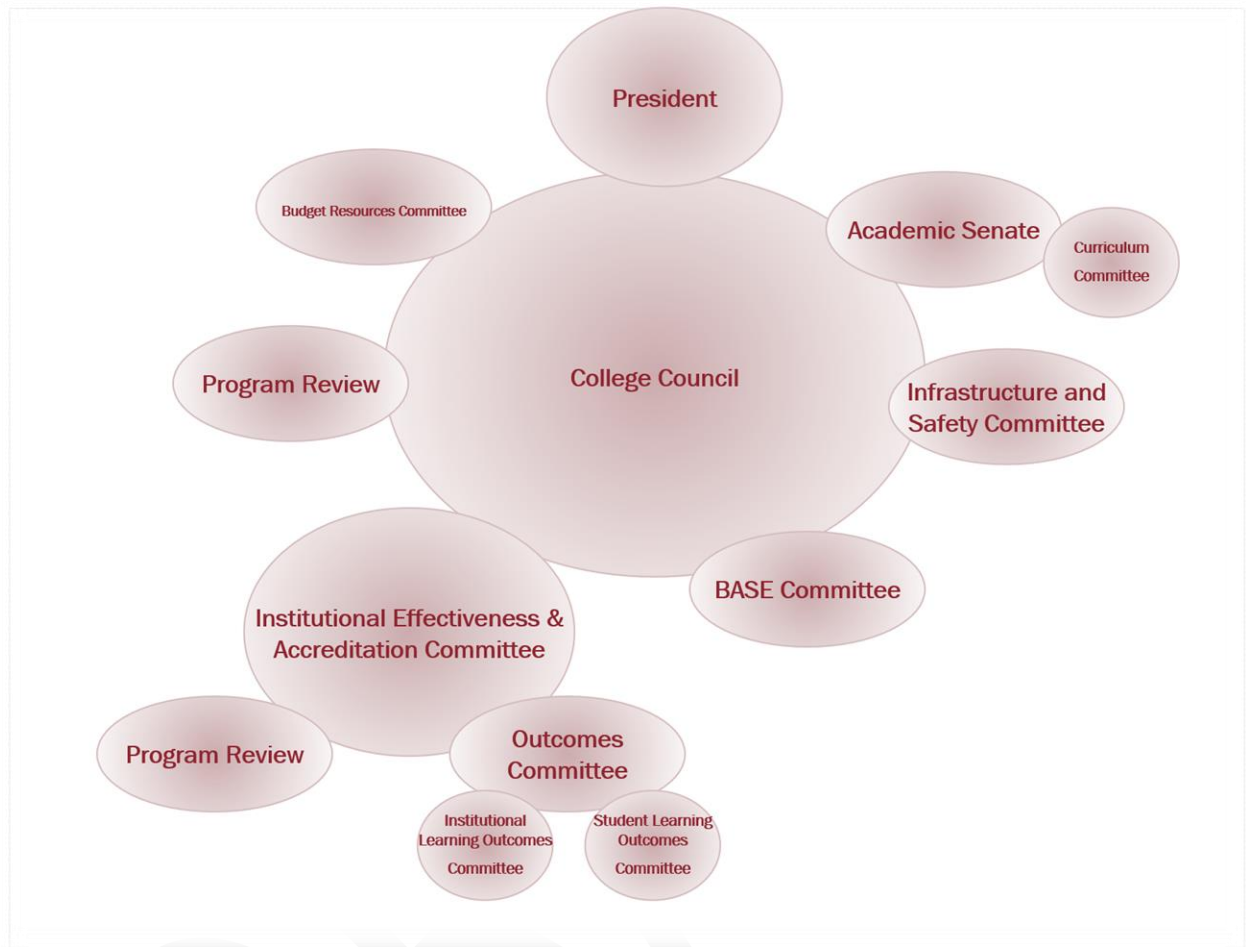 President
Budget Resources Committee
Academic Senate
Curriculum
Committee
College Council
Program Review
Infrastructure and
Safety Committee
BASE Committee
Institutional Effectiveness &
Accreditation Committee
Program Review
Outcomes
Committee
Institutional
Learning Outcomes
Committee
Student Learning
Outcomes
Committee